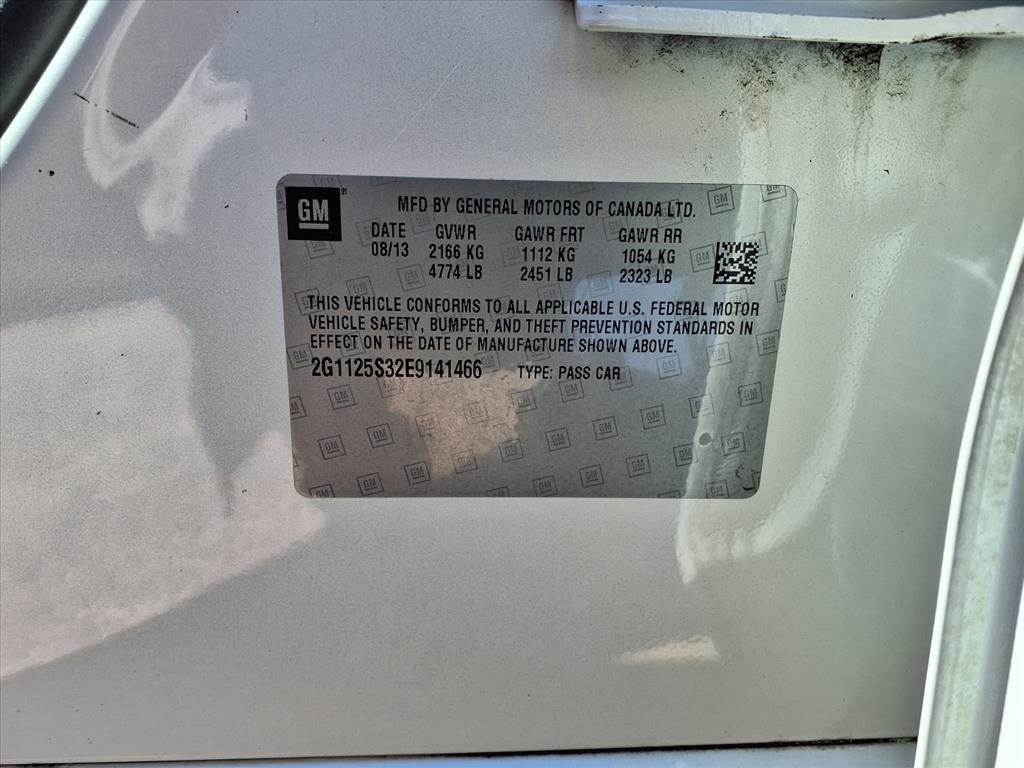 GM MFD BY GENERAL MOTORS OF CANADA LTD.
DATE GVWR GAWR FRT GAWR RR
08/13 2166 KG 1112 KG 1054 KG
4774 LB 2451 LB 2323 LB
THIS VEHICLE CONFORMS TO ALL APPLICABLE U.S. FEDERAL MOTOR
VEHICLE SAFETY, BUMPER, AND THEFT PREVENTION STANDARDS IN
EFFECT ON THE DATE OF MANUFACTURE SHOWN ABOVE.
2G1125S32E9141466 TYPE: PASS CAR